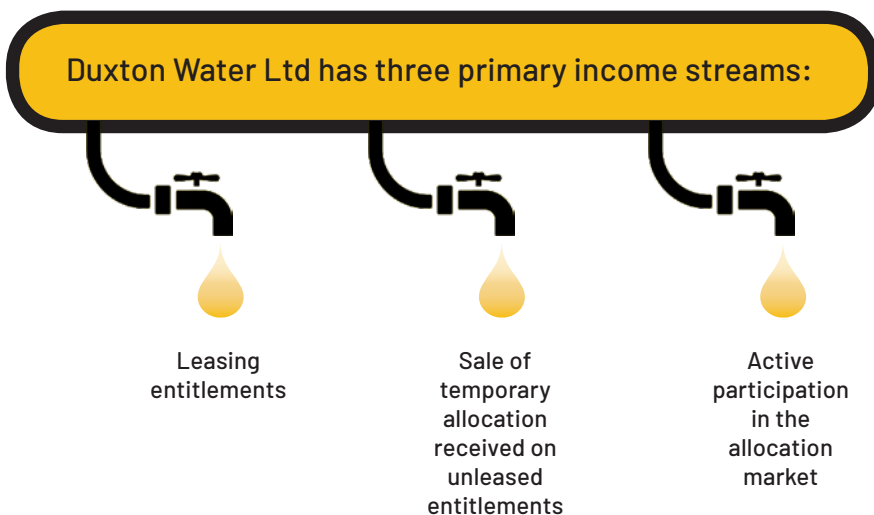 Duxton Water Ltd has three primary income streams:
Leasing
entitlements
Sale of
temporary
allocation
received on
unleased
entitlements
Active
participation
in the
allocation
market